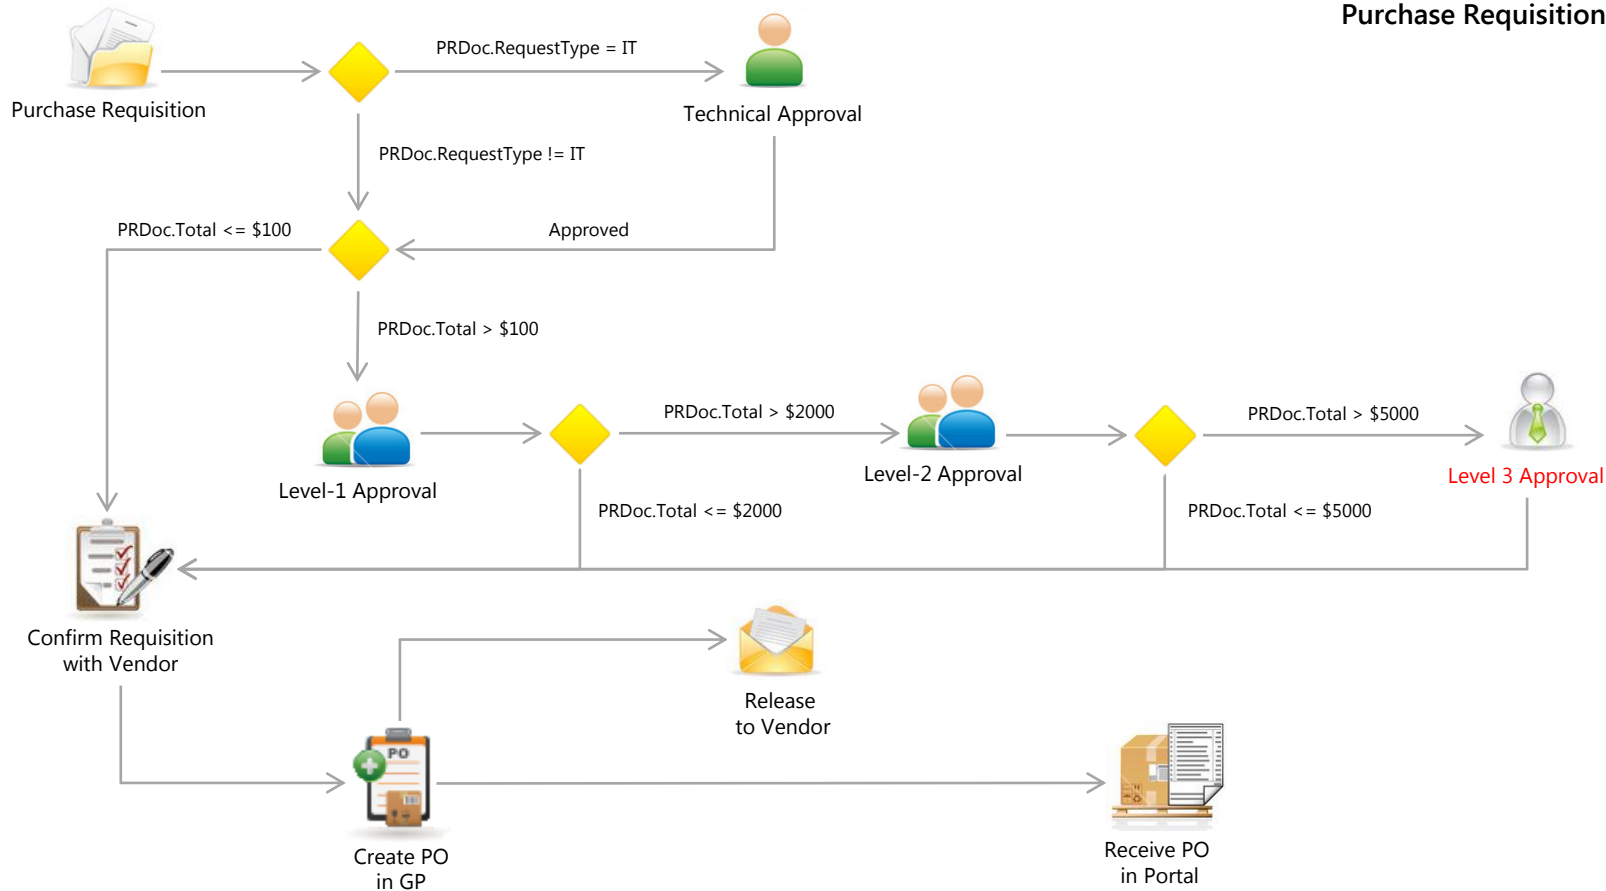 Purchase Requisition
PRDoc.RequestType = IT
Purchase Requisition
Technical Approval
PRDoc.RequestType != IT
PRDoc.Total <= $100
Approved
PRDoc.Total > $100
PRDoc.Total > $2000
PRDoc.Total > $5000
Level-1 Approval
Level-2 Approval
Level 3 Approval
PRDoc.Total <= $2000
PRDoc.Total <= $5000
Confirm Requisition
with Vendor
Release
to Vendor
PO
Create PO
in GP
Receive PO
in Portal